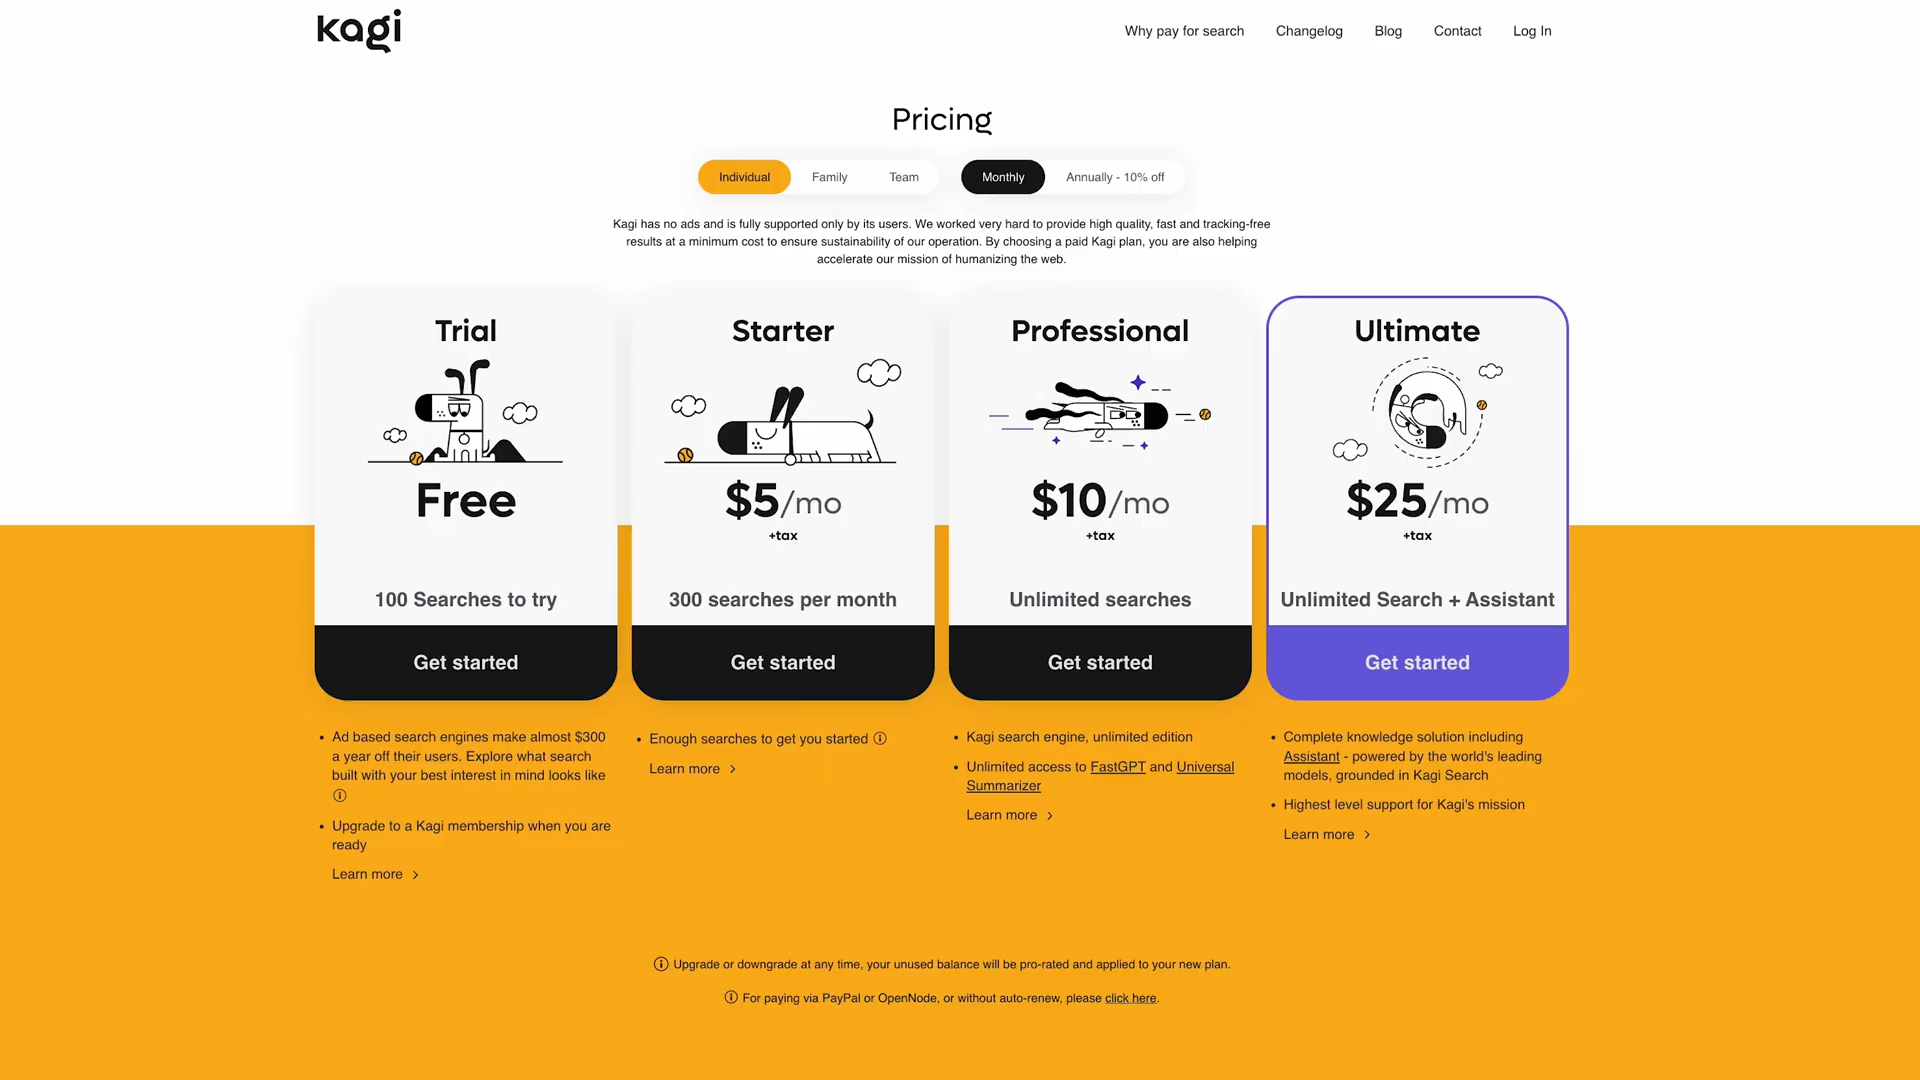 kagi
Why pay for search
Changelog
Blog
Contact
Log In
Pricing
Individual
Family
Team
Monthly
Annually - 10% off
Kagi has no ads and is fully supported only by its users. We worked very hard to provide high quality, fast and tracking-free
results at a minimum cost to ensure sustainability of our operation. By choosing a paid Kagi plan, you are also helping
accelerate our mission of humanizing the web.
Trial
Free
100 Searches to try
Get started
• Ad based search engines make almost $300
a year off their users. Explore what search
built with your best interest in mind looks like
• Upgrade to a Kagi membership when you are
ready
Learn more
Starter
$5/mo
+tax
300 searches per month
Get started
• Enough searches to get you started
Learn more
Professional
$10/mo
+tax
Unlimited searches
Get started
• Kagi search engine, unlimited edition
• Unlimited access to FastGPT and Universal
Summarizer
Learn more
Ultimate
$25/mo
+tax
Unlimited Search + Assistant
Get started
• Complete knowledge solution including
Assistant - powered by the world's leading
models, grounded in Kagi Search
• Highest level support for Kagi's mission
Learn more
Upgrade or downgrade at any time, your unused balance will be pro-rated and applied to your new plan.
For paying via PayPal or OpenNode, or without auto-renew, please click here.